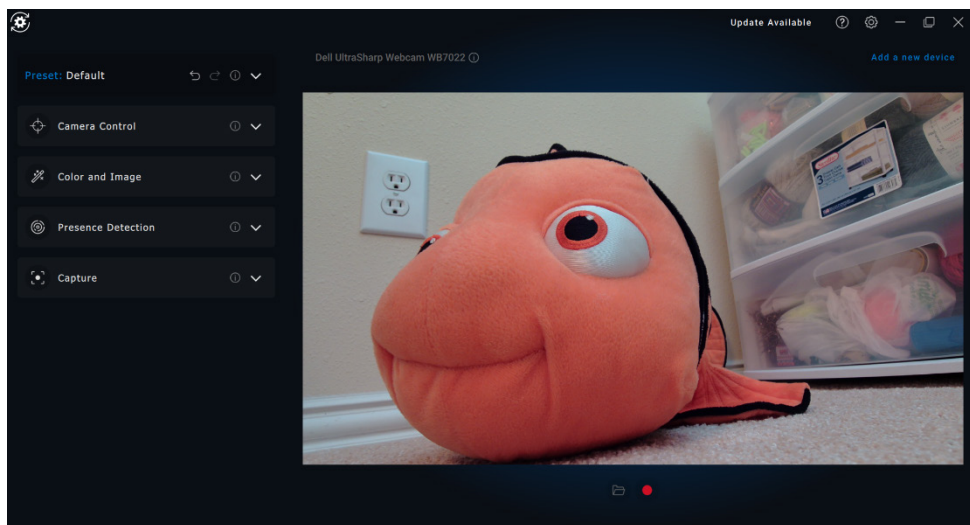 Update Available
Dell UltraSharp Webcam WB7022
Add a new device
Preset: Default
Camera Control
Color and Image
Presence Detection
Capture
3